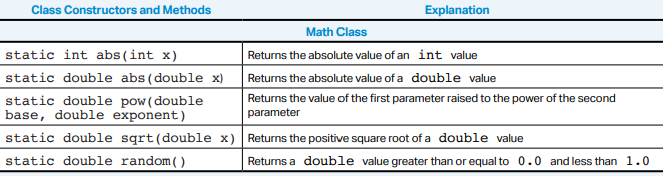 Class Constructors and Methods Explanation
Math Class
static int abs(int x) Returns the absolute value of an int value
static double abs(double x) Returns the absolute value of a double value
static double pow(double Returns the value of the first parameter raised to the power of the second
base, double exponent) parameter
static double sqrt(double x) Returns the positive square root of a double value
static double random() Returns a double value greater than or equal to 0.0 and less than 1.0